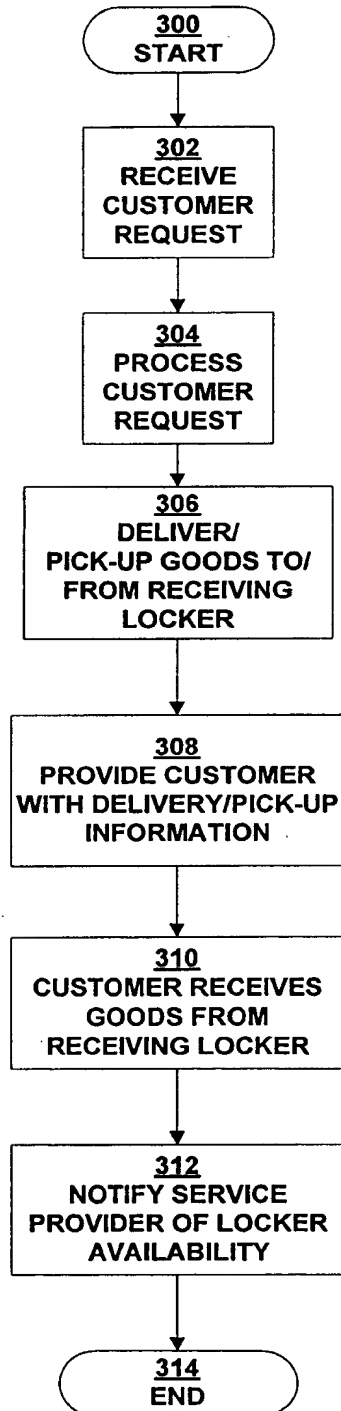 300
START
302
RECEIVE
CUSTOMER
REQUEST
304
PROCESS
CUSTOMER
REQUEST
306
DELIVER/
PICK-UP GOODS TO/
FROM RECEIVING
LOCKER
308
PROVIDE CUSTOMER
WITH DELIVERY/PICK-UP
INFORMATION
310
CUSTOMER RECEIVES
GOODS FROM
RECEIVING LOCKER
312
NOTIFY SERVICE
PROVIDER OF LOCKER
AVAILABILITY
314
END